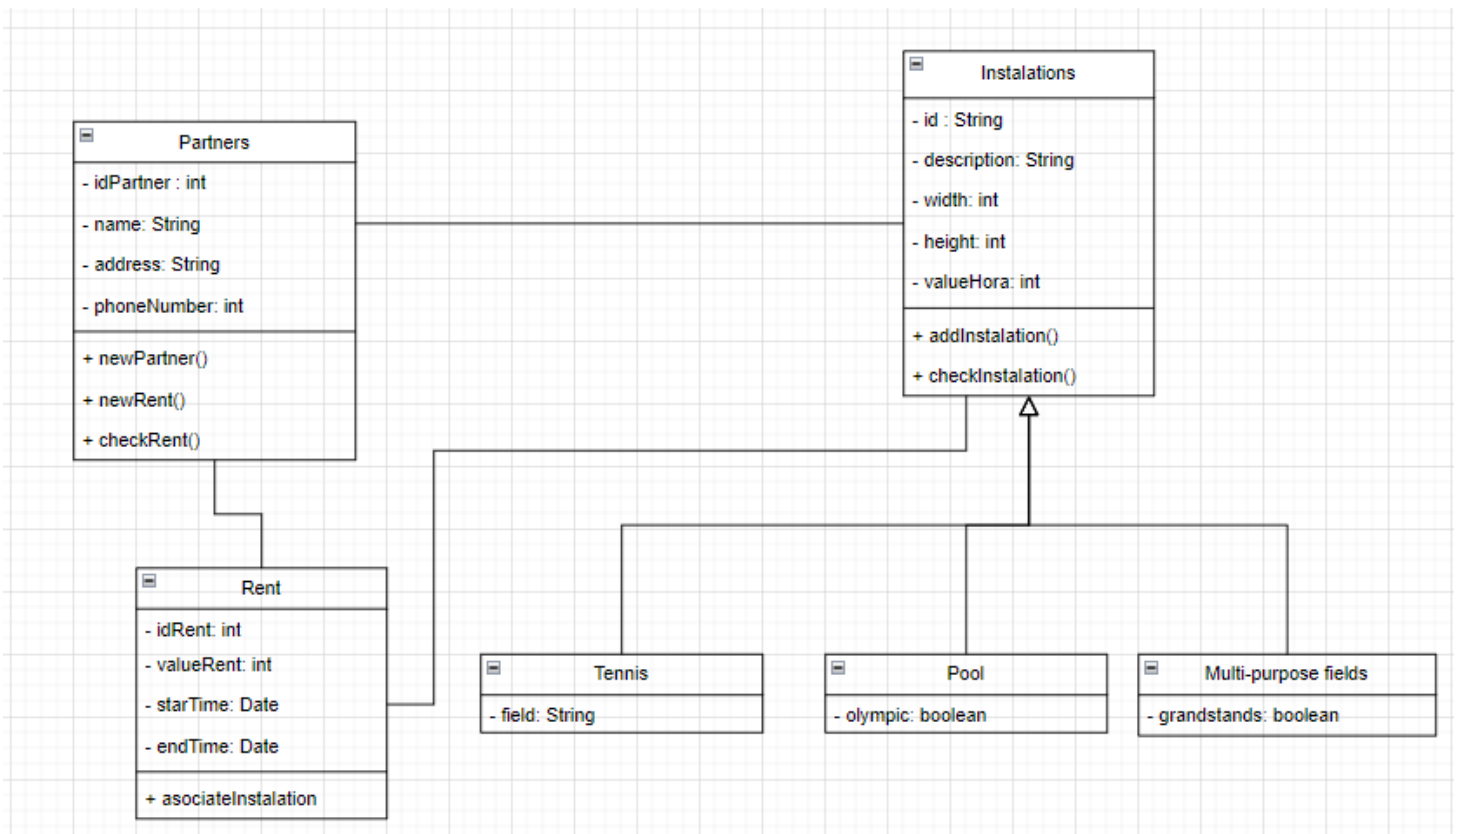 Partners
- idPartner : int
- name: String
- address: String
- phoneNumber: int
+ newPartner()
+ newRent()
+ checkRent()
Instalations
- id : String
- description: String
- width: int
- height: int
- valueHora: int
+ addInstalation()
+ checkInstalation()
Rent
- idRent: int
- valueRent: int
- starTime: Date
- endTime: Date
+ asociateInstalation
Tennis
- field: String
Pool
- olympic: boolean
Multi-purpose fields
- grandstands: boolean